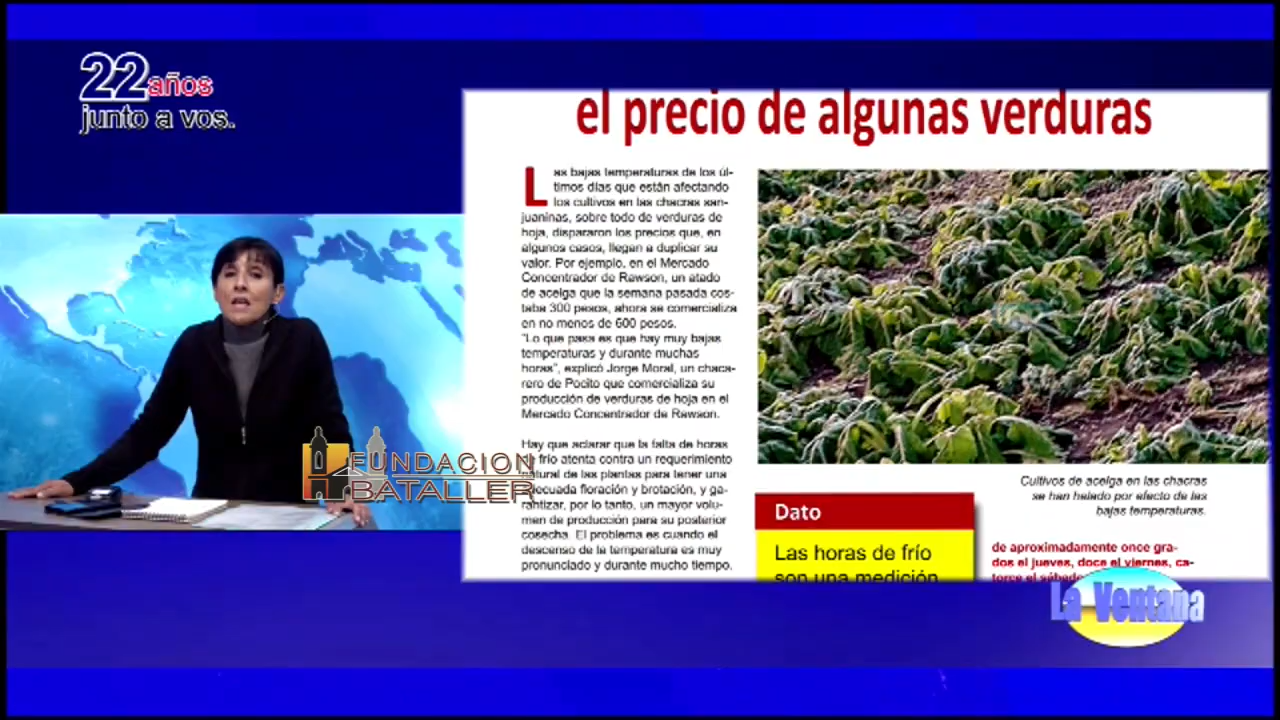 22 años
junto a vos.
el precio de algunas verduras
Las bajas temperaturas de los úl-
timos días que están afectando
los cultivos en las chacras san-
juaninas, sobre todo de verduras de
hoja, dispararon los precios que, en
algunos casos, llegan a duplicar su
valor. Por ejemplo, en el Mercado
Concentrador de Rawson, un atado
de acelga que la semana pasada cos-
taba 300 pesos, ahora se comercializa
en no menos de 600 pesos.
"Lo que pasa es que hay muy bajas
temperaturas y durante muchas
horas", explicó Jorge Moral, un chaca-
rero de Pocito que comercializa su
producción de verduras de hoja en el
Mercado Concentrador de Rawson.
Hay que aclarar que la falta de horas
frío atenta contra un requerimiento
natural de las plantas para tener una
adecuada floración y brotación, y ga-
rantizar, por lo tanto, un mayor volu-
men de producción para su posterior
cosecha. El problema es cuando el
descenso de la temperatura es muy
pronunciado y durante mucho tiempo.
FUNDACION
BATALLER
Cultivos de acelga en las chacras
se han helado por efecto de las
bajas temperaturas.
Dato
Las horas de frío
son una medición
de aproximadamente once gra-
dos el jueves, doce el viernes, ca-
torce el sábado
La Ventana